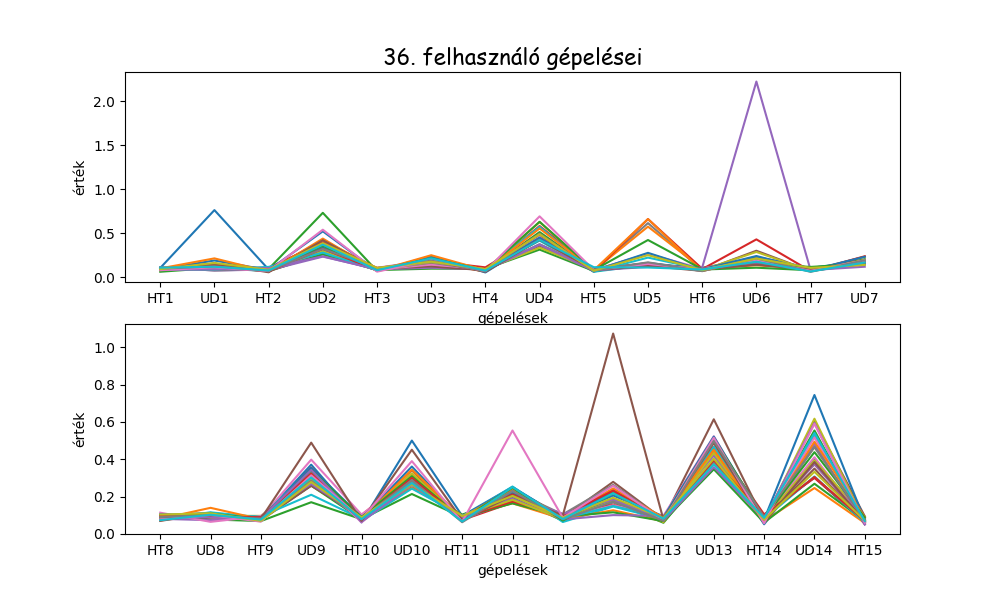 36. felhasználó gépelései
érték
2.0
1.5
1.0
0.5
0.0
HT1 UD1 HT2 UD2 HT3 UD3 HT4 UD4 HT5 UD5 HT6 UD6 HT7 UD7
gépelések
érték
1.0
0.8
0.6
0.4
0.2
0.0
HT8 UD8 HT9 UD9 HT10 UD10 HT11 UD11 HT12 UD12 HT13 UD13 HT14 UD14 HT15
gépelések